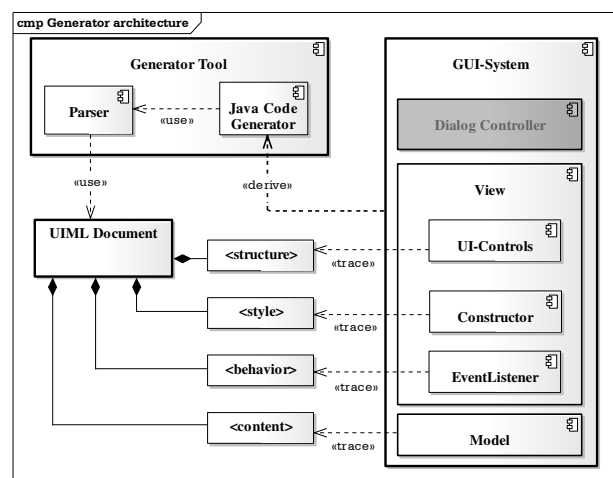 cmp Generator architecture
Generator Tool
Parser
«use»
Java Code
Generator
«use»
«derive»
GUI-System
Dialog Controller
View
UI-Controls
Constructor
EventListener
Model
UIML Document
<structure>
«trace»
<style>
«trace»
<behavior>
«trace»
<content>
«trace»